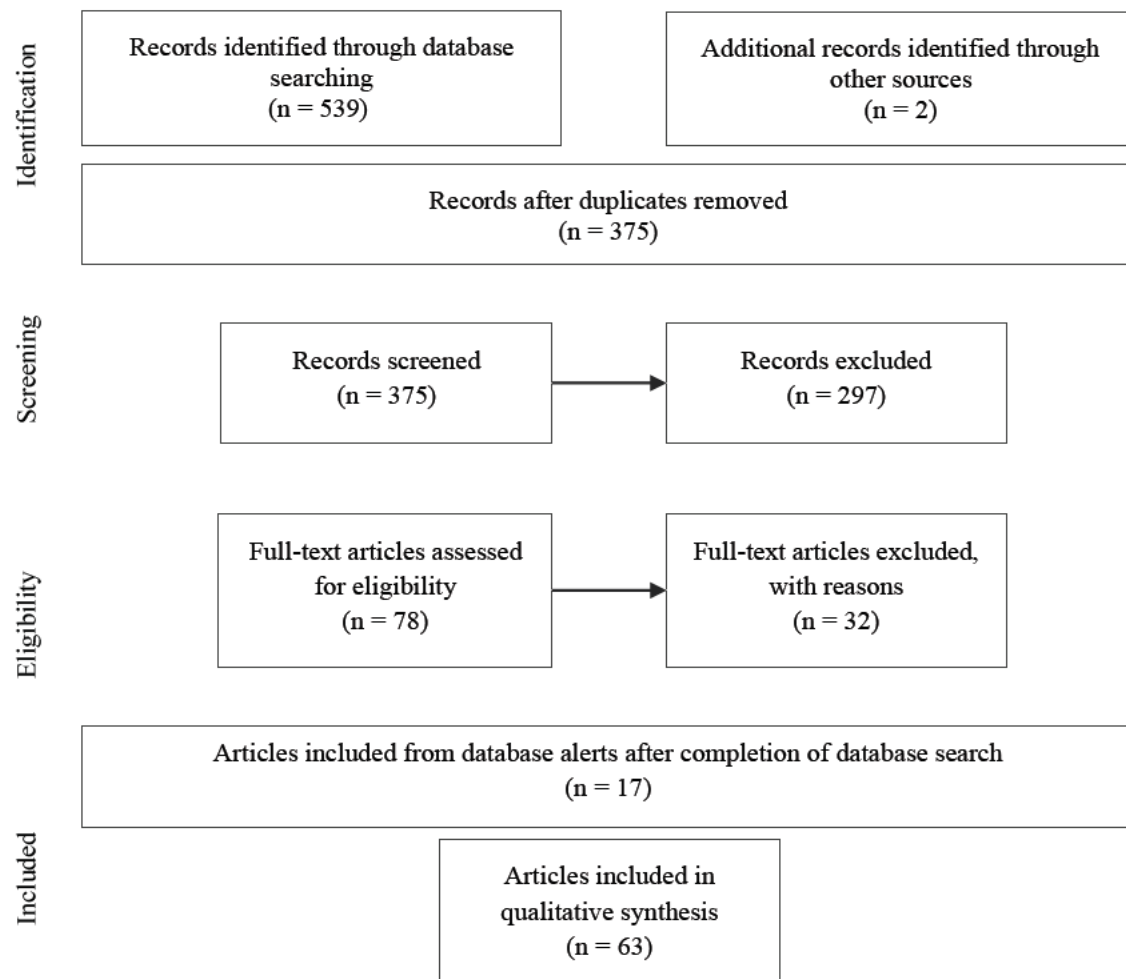 Identification
Records identified through database
searching
(n = 539)
Additional records identified through
other sources
(n = 2)
Records after duplicates removed
(n = 375)
Screening
Records screened
(n = 375)
Records excluded
(n = 297)
Eligibility
Full-text articles assessed
for eligibility
(n = 78)
Full-text articles excluded,
with reasons
(n = 32)
Included
Articles included from database alerts after completion of database search
(n = 17)
Articles included in
qualitative synthesis
(n = 63)